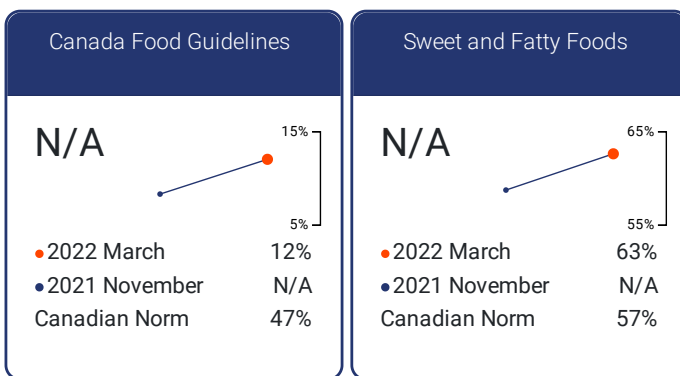 Canada Food Guidelines
N/A
15%
5%
2022 March 12%
2021 November N/A
Canadian Norm 47%
Sweet and Fatty Foods
N/A
65%
55%
2022 March 63%
2021 November N/A
Canadian Norm 57%